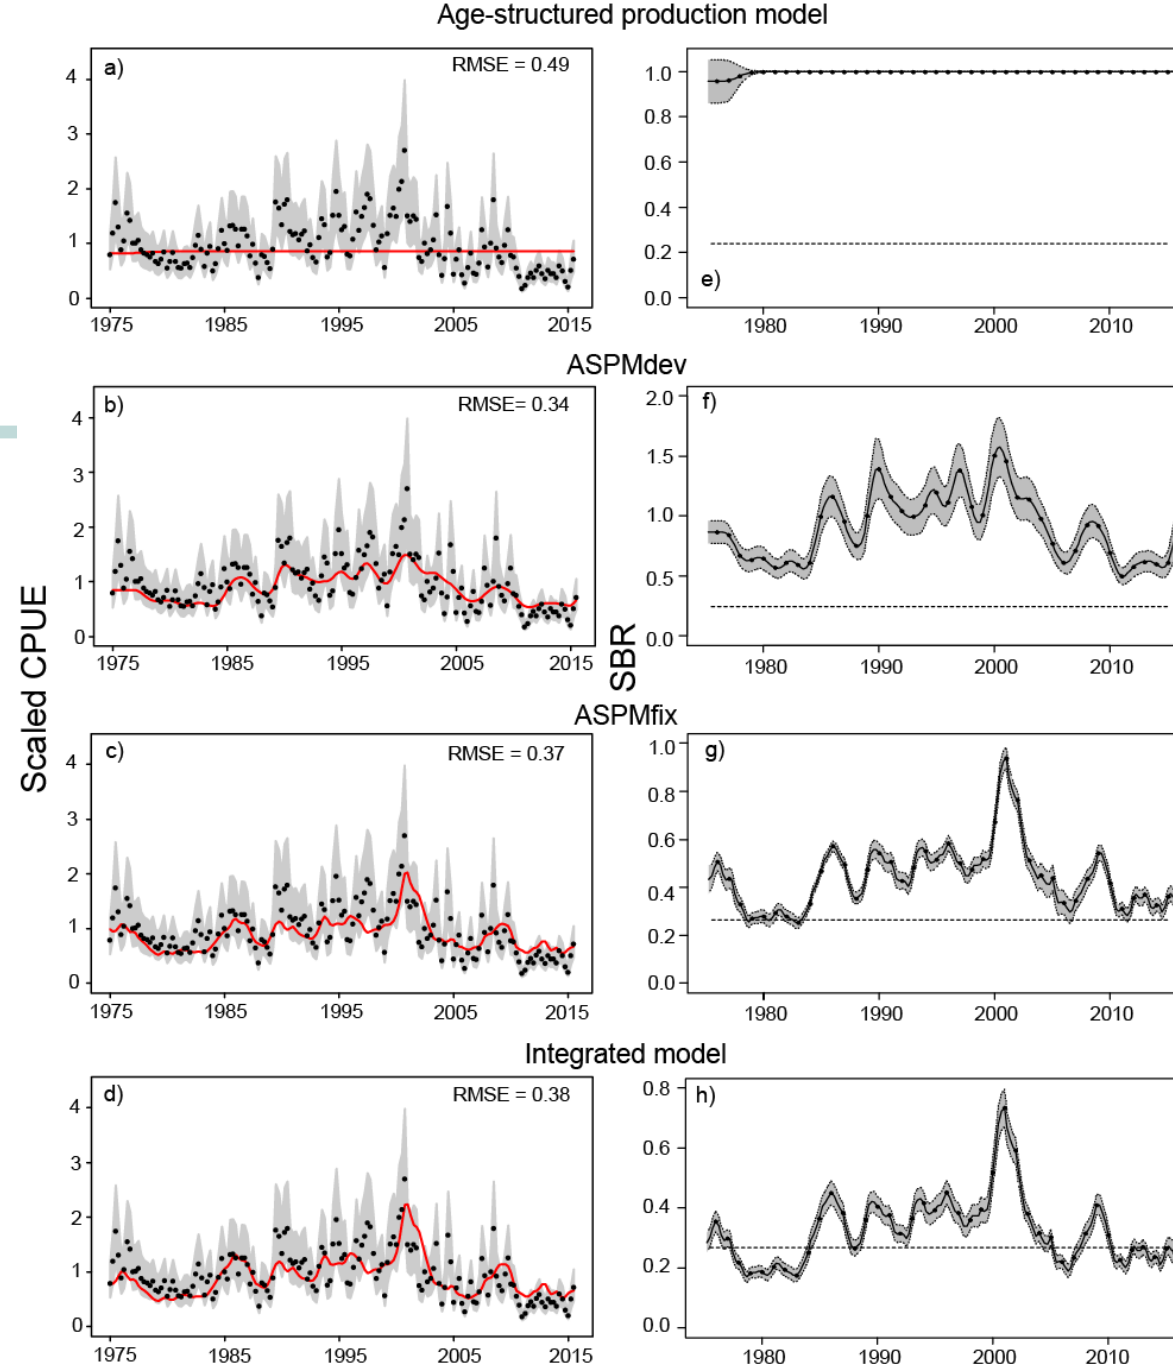 Age-structured production model
a)
RMSE = 0.49
4
3
2
1
0
1975 1985 1995 2005 2015
1.0
0.8
0.6
0.4
0.2
0.0
e)
1980 1990 2000 2010
ASPMdev
b)
RMSE= 0.34
4
3
2
1
0
1975 1985 1995 2005 2015
f)
2.0
1.5
1.0
0.5
0.0
1980 1990 2000 2010
Scaled CPUE
SBR
ASPMfix
c)
RMSE = 0.37
4
3
2
1
0
1975 1985 1995 2005 2015
g)
1.0
0.8
0.6
0.4
0.2
0.0
1980 1990 2000 2010
Integrated model
d)
RMSE = 0.38
4
3
2
1
0
1975 1985 1995 2005 2015
h)
0.8
0.6
0.4
0.2
0.0
1980 1990 2000 2010